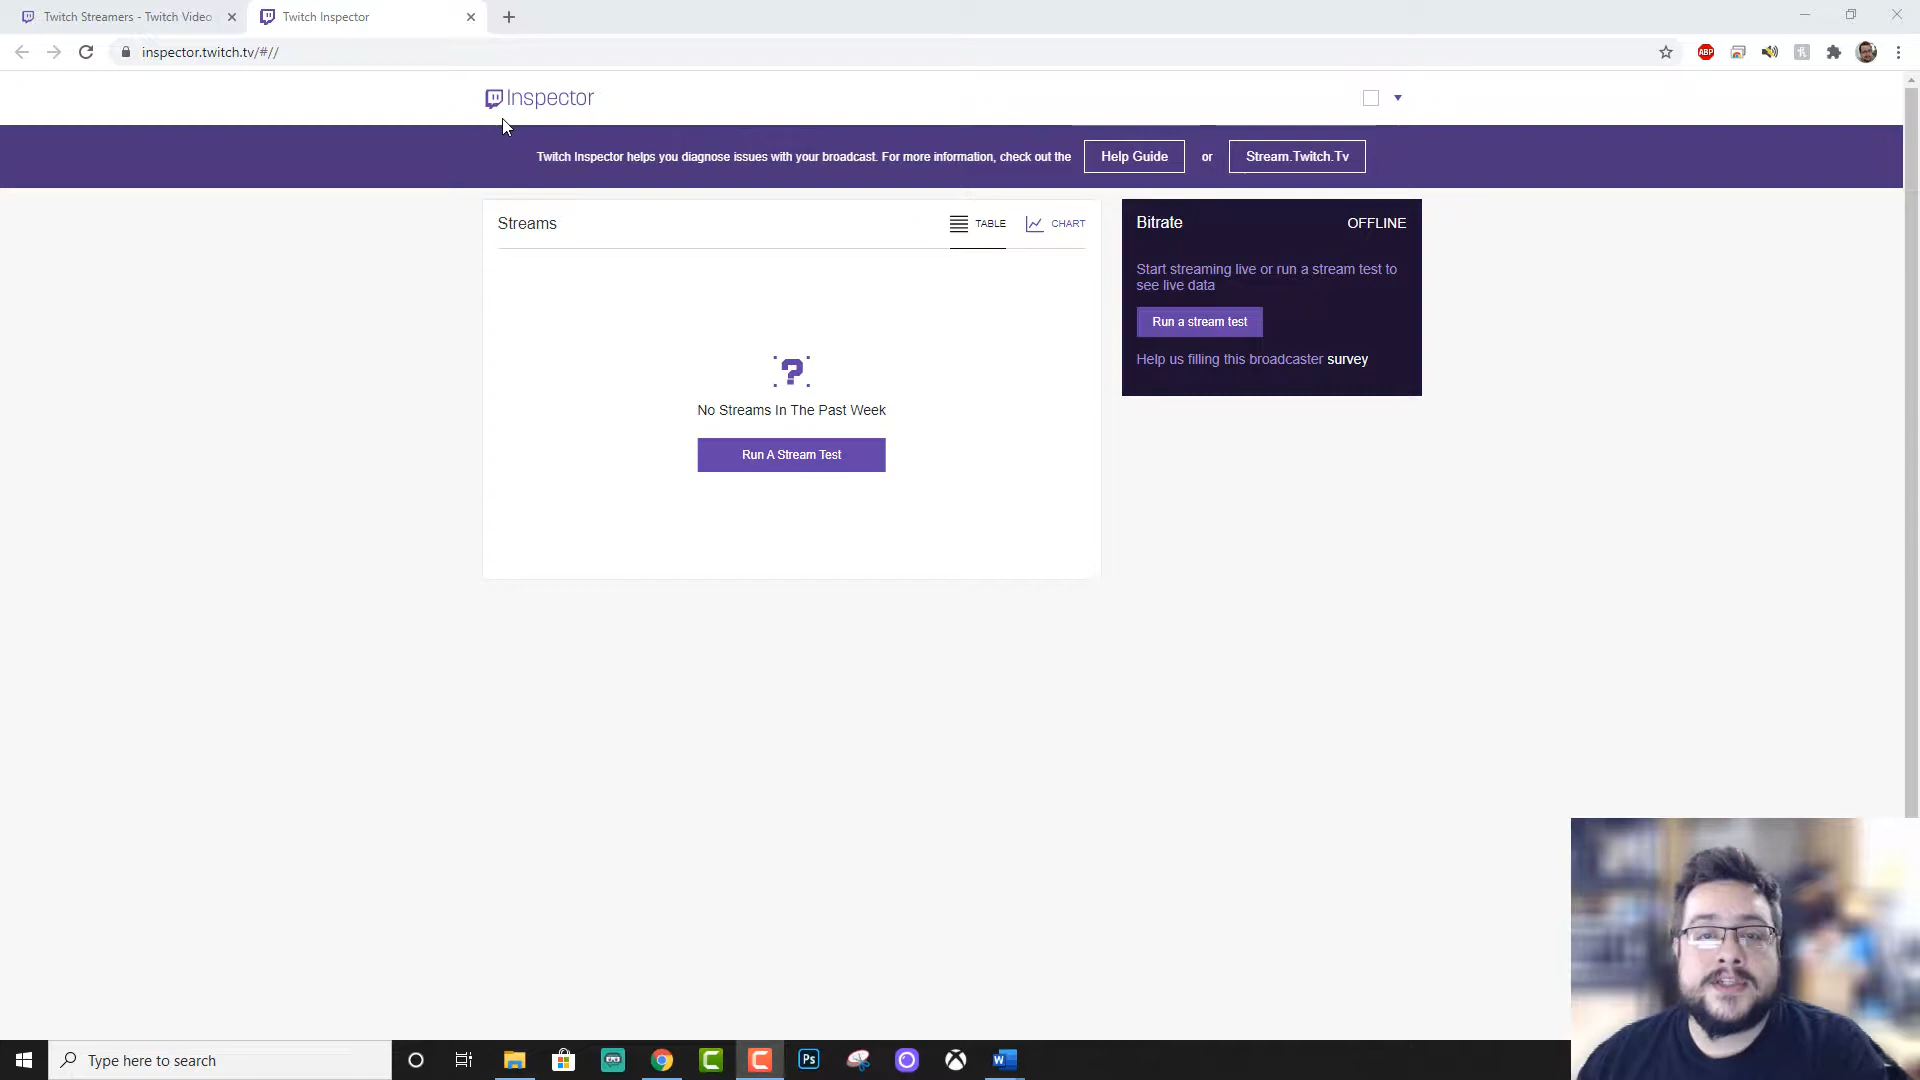 Twitch Streamers - Twitch Video
Twitch Inspector
inspector.twitch.tv/#//
ABP
Inspector
Twitch Inspector helps you diagnose issues with your broadcast. For more information, check out the
Help Guide
or
Stream.Twitch.Tv
Streams
TABLE
CHART
Bitrate
OFFLINE
Start streaming live or run a stream test to
see live data
Run a stream test
Help us filling this broadcaster survey
?
No Streams In The Past Week
Run A Stream Test
Type here to search
Ps
W